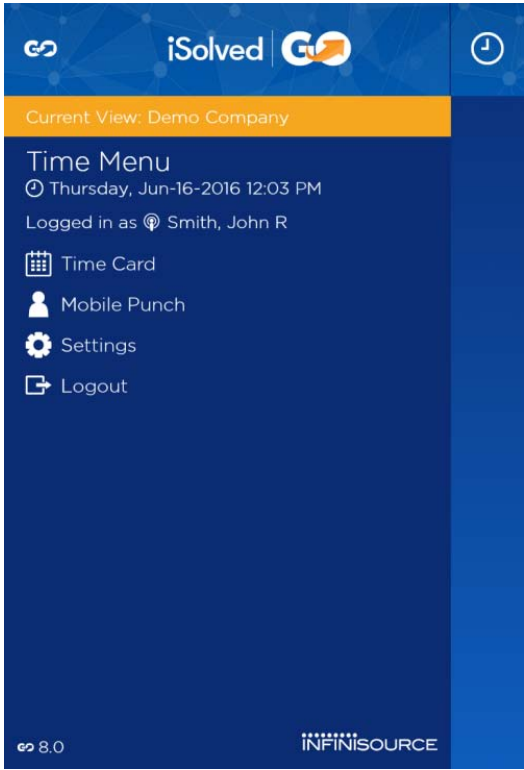 iSolved GO
Current View: Demo Company
Time Menu
Thursday, Jun-16-2016 12:03 PM
Logged in as Smith, John R
Time Card
Mobile Punch
Settings
Logout
GO 8.0
INFINISOURCE